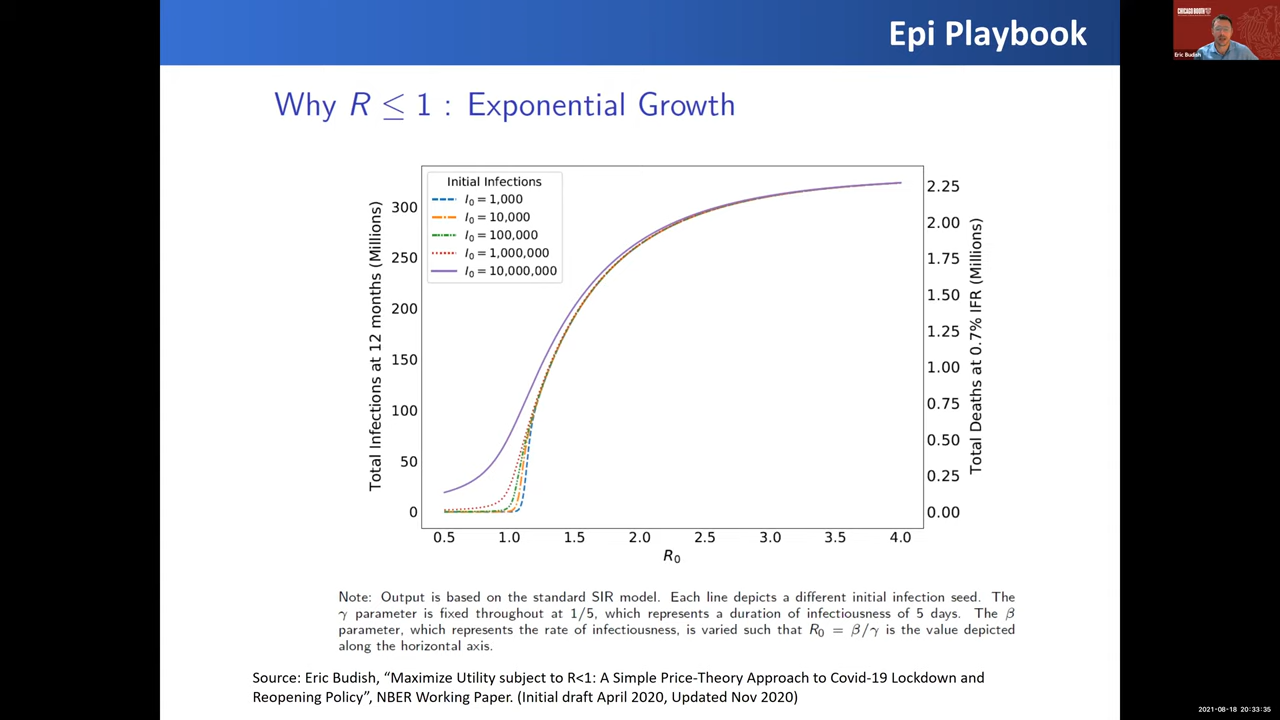 Epi Playbook
CHICAGO BOOTH
Eric Budish
Why R ≤ 1 : Exponential Growth
Initial Infections
I₀ = 1,000
I₀ = 10,000
I₀ = 100,000
I₀ = 1,000,000
I₀ = 10,000,000
Total Infections at 12 months (Millions)
300
250
200
150
100
50
0
2.25
2.00
1.75
1.50
1.25
1.00
0.75
0.50
0.25
0.00
Total Deaths at 0.7% IFR (Millions)
0.5 1.0 1.5 2.0 2.5 3.0 3.5 4.0
R₀
Note: Output is based on the standard SIR model. Each line depicts a different initial infection seed. The
γ parameter is fixed throughout at 1/5, which represents a duration of infectiousness of 5 days. The β
parameter, which represents the rate of infectiousness, is varied such that R₀ = β/γ is the value depicted
along the horizontal axis.
Source: Eric Budish, “Maximize Utility subject to R<1: A Simple Price-Theory Approach to Covid-19 Lockdown and
Reopening Policy”, NBER Working Paper. (Initial draft April 2020, Updated Nov 2020)
2021-08-18 20:33:35